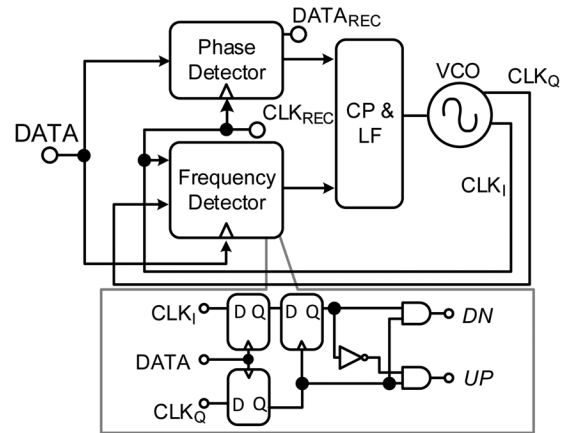 DATA_REC
Phase
Detector
VCO
CLK_Q
CP &
LF
CLK_REC
DATA
Frequency
Detector
CLK_I
CLK_I
D Q
D Q
DN
DATA
UP
CLK_Q
D Q